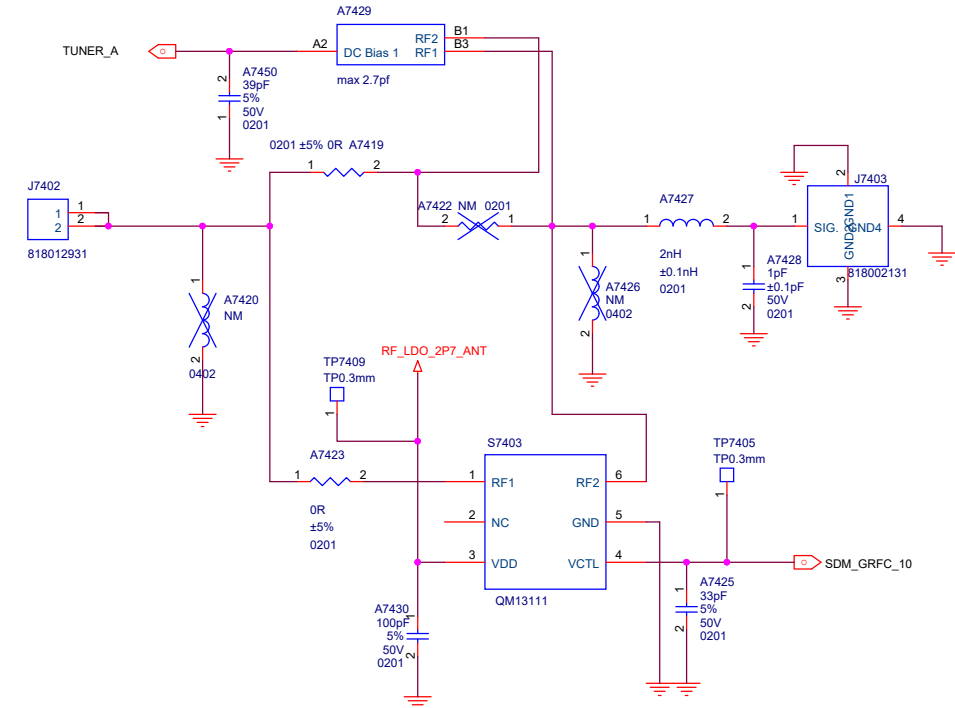 A7429
TUNER_A
A2
DC Bias 1
RF2
RF1
B1
B3
max 2.7pf
2
A7450
39pF
5%
50V
0201
1
0201 ±5% 0R A7419
1
2
J7402
1
2
1
2
818012931
A7422 NM 0201
2
1
A7427
1
2
2nH
±0.1nH
0201
2
J7403
1
SIG.
GND1
GND3
GND4
4
3
818002131
1
A7428
1pF
±0.1pF
50V
0201
2
1
A7420
NM
2
0402
1
A7426
NM
0402
2
RF_LDO_2P7_ANT
TP7409
TP0.3mm
1
A7423
1
2
0R
±5%
0201
S7403
1
RF1
RF2
6
2
NC
GND
5
3
VDD
VCTL
4
QM13111
TP7405
TP0.3mm
1
SDM_GRFC_10
A7430
1
100pF
5%
50V
0201
2
1
A7425
33pF
5%
50V
0201
2